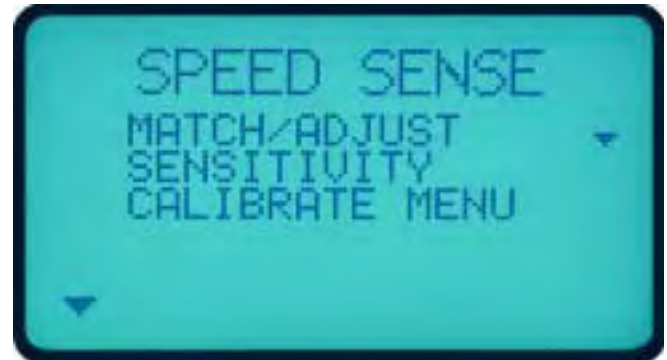 SPEED SENSE
MATCH/ADJUST
SENSITIVITY
CALIBRATE MENU